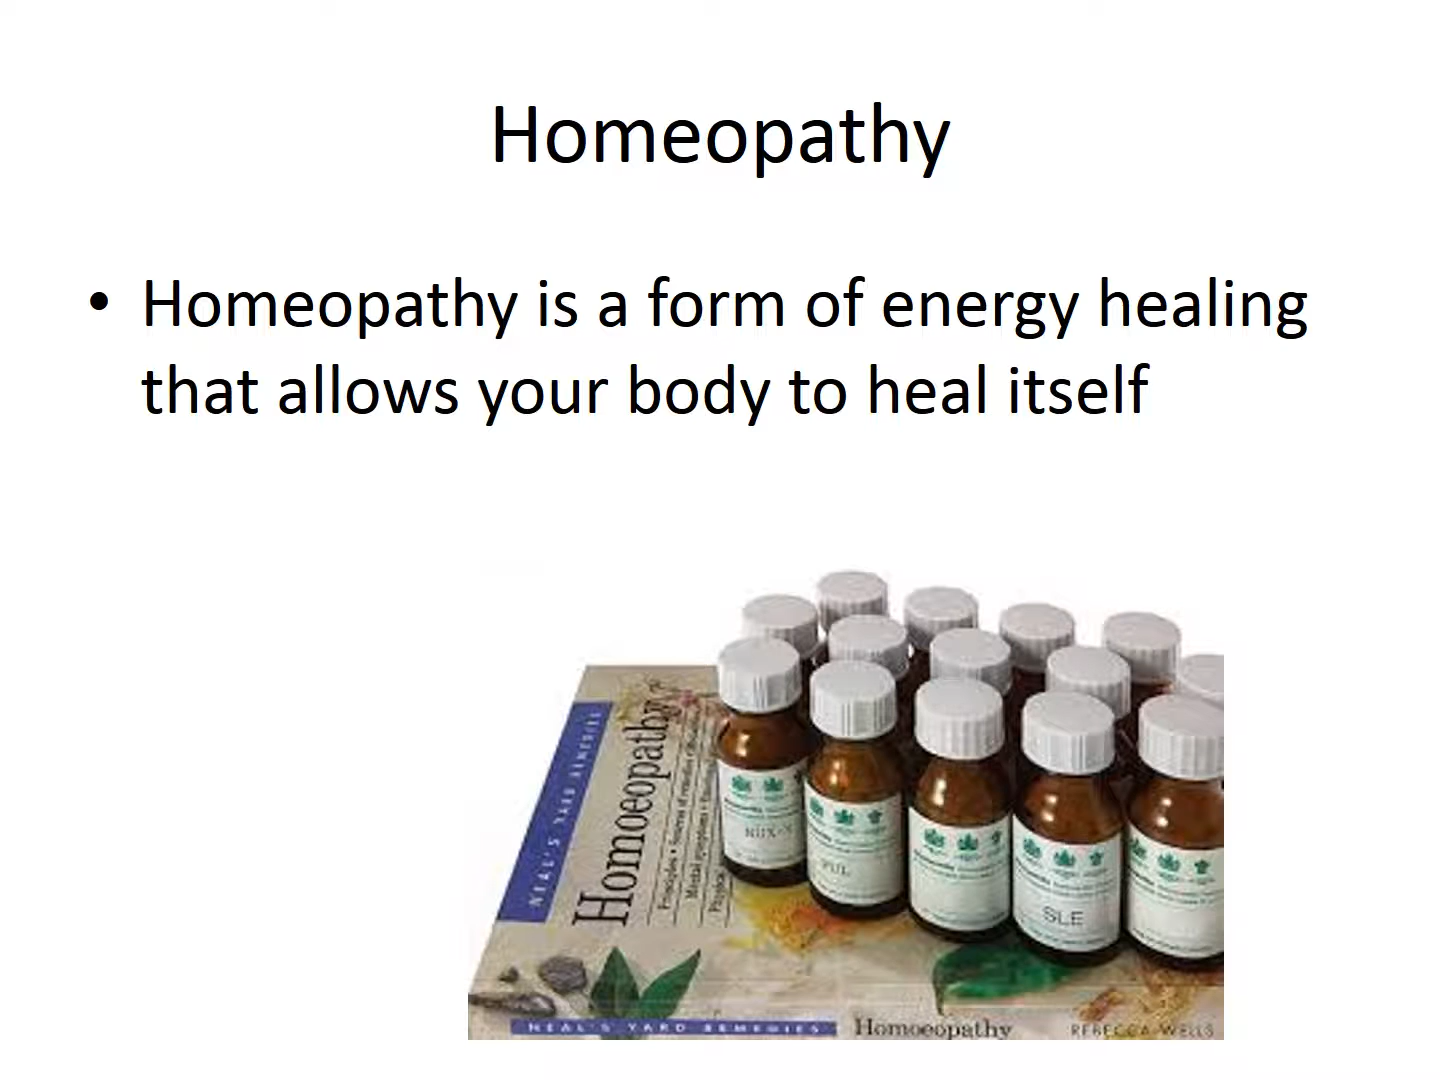 Homeopathy
• Homeopathy is a form of energy healing
that allows your body to heal itself
NEAL'S YARD REMEDIES
Homoeopathy
NUX-V
PUL
SLE
NEAL'S YARD REMEDIES
Homoeopathy
REBECCA WELLS